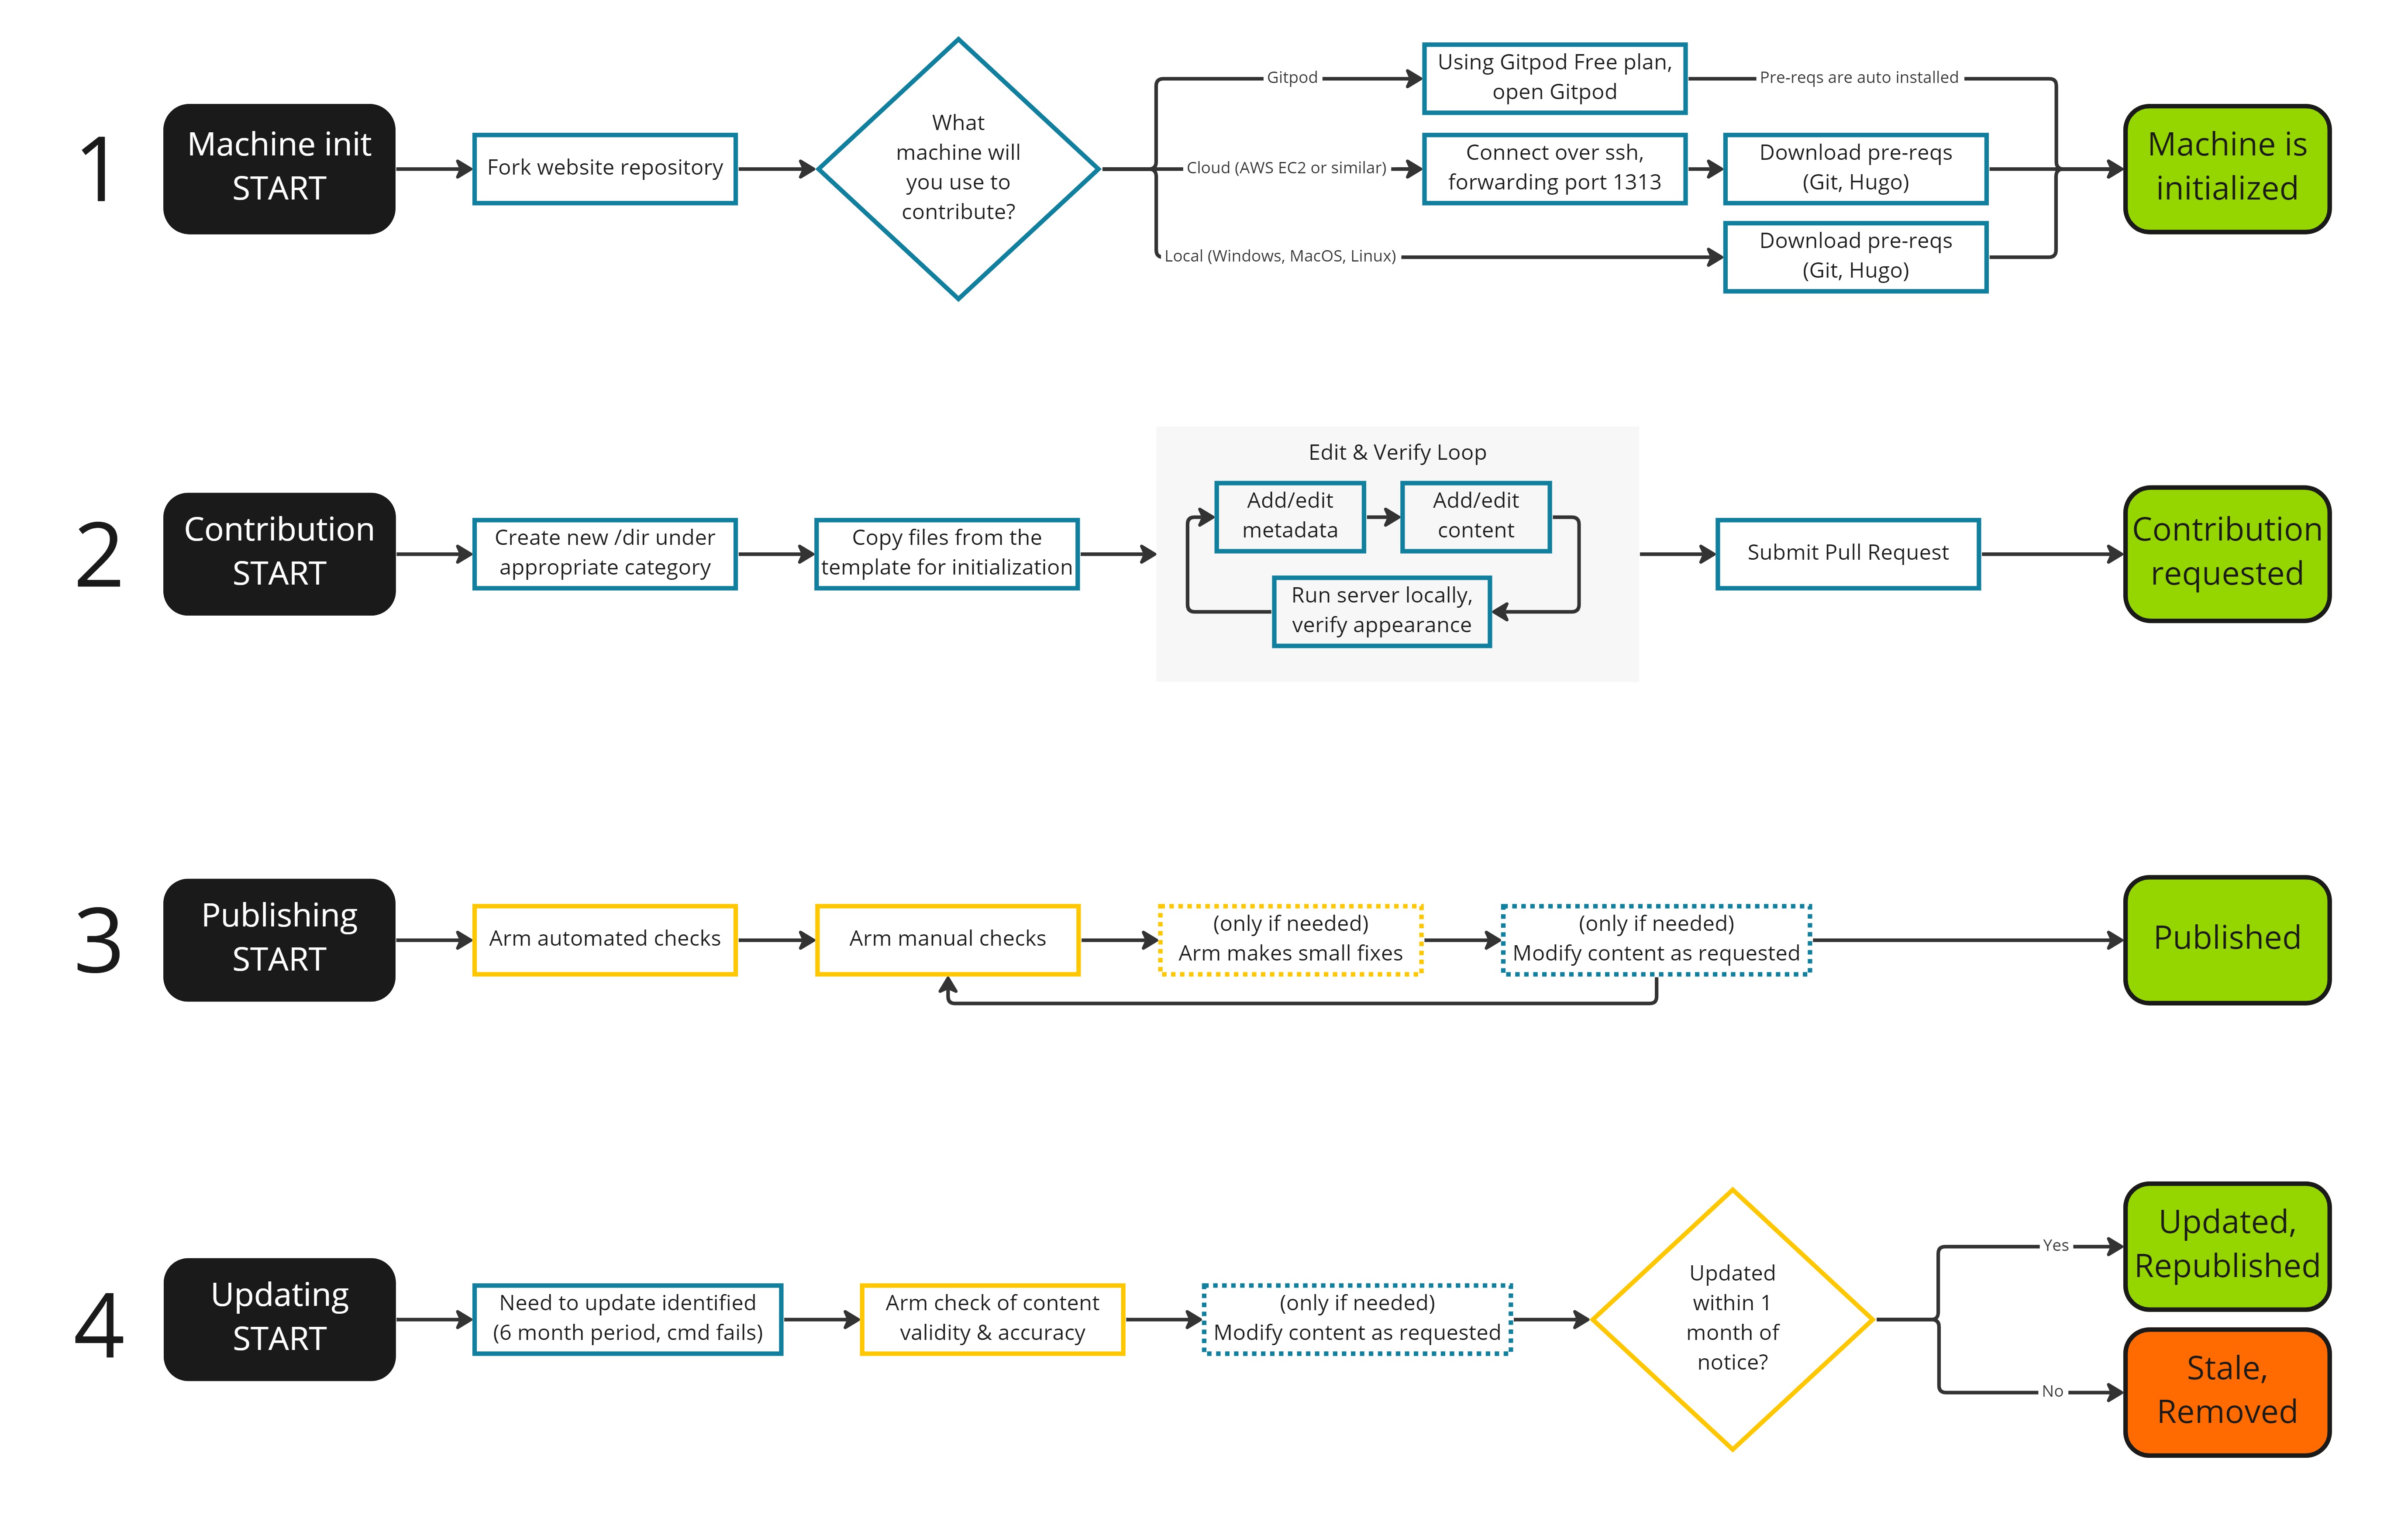 1
Machine init
START
Fork website repository
What
machine will
you use to
contribute?
Gitpod
Using Gitpod Free plan,
open Gitpod
Pre-reqs are auto installed
Cloud (AWS EC2 or similar)
Connect over ssh,
forwarding port 1313
Download pre-reqs
(Git, Hugo)
Local (Windows, MacOS, Linux)
Download pre-reqs
(Git, Hugo)
Machine is
initialized
2
Contribution
START
Create new /dir under
appropriate category
Copy files from the
template for initialization
Edit & Verify Loop
Add/edit
metadata
Add/edit
content
Run server locally,
verify appearance
Submit Pull Request
Contribution
requested
3
Publishing
START
Arm automated checks
Arm manual checks
(only if needed)
Arm makes small fixes
(only if needed)
Modify content as requested
Published
4
Updating
START
Need to update identified
(6 month period, cmd fails)
Arm check of content
validity & accuracy
(only if needed)
Modify content as requested
Updated
within 1
month of
notice?
Yes
Updated,
Republished
No
Stale,
Removed